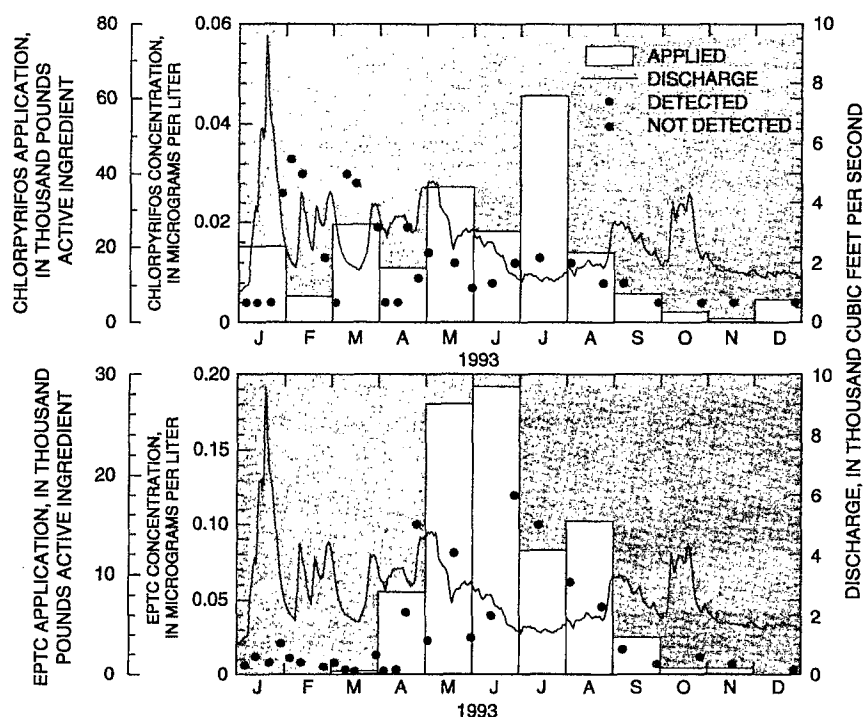 CHLORPYRIFOS APPLICATION,
IN THOUSAND POUNDS
ACTIVE INGREDIENT
80
60
40
20
0
CHLORPYRIFOS CONCENTRATION,
IN MICROGRAMS PER LITER
0.06
0.04
0.02
0
APPLIED
DISCHARGE
DETECTED
NOT DETECTED
10
8
6
4
2
0
J F M A M J J A S O N D
1993
EPTC APPLICATION, IN THOUSAND
POUNDS ACTIVE INGREDIENT
30
20
10
0
EPTC CONCENTRATION,
IN MICROGRAMS PER LITER
0.20
0.15
0.10
0.05
0
10
8
6
4
2
0
J F M A M J J A S O N D
1993
DISCHARGE, IN THOUSAND CUBIC FEET PER SECOND